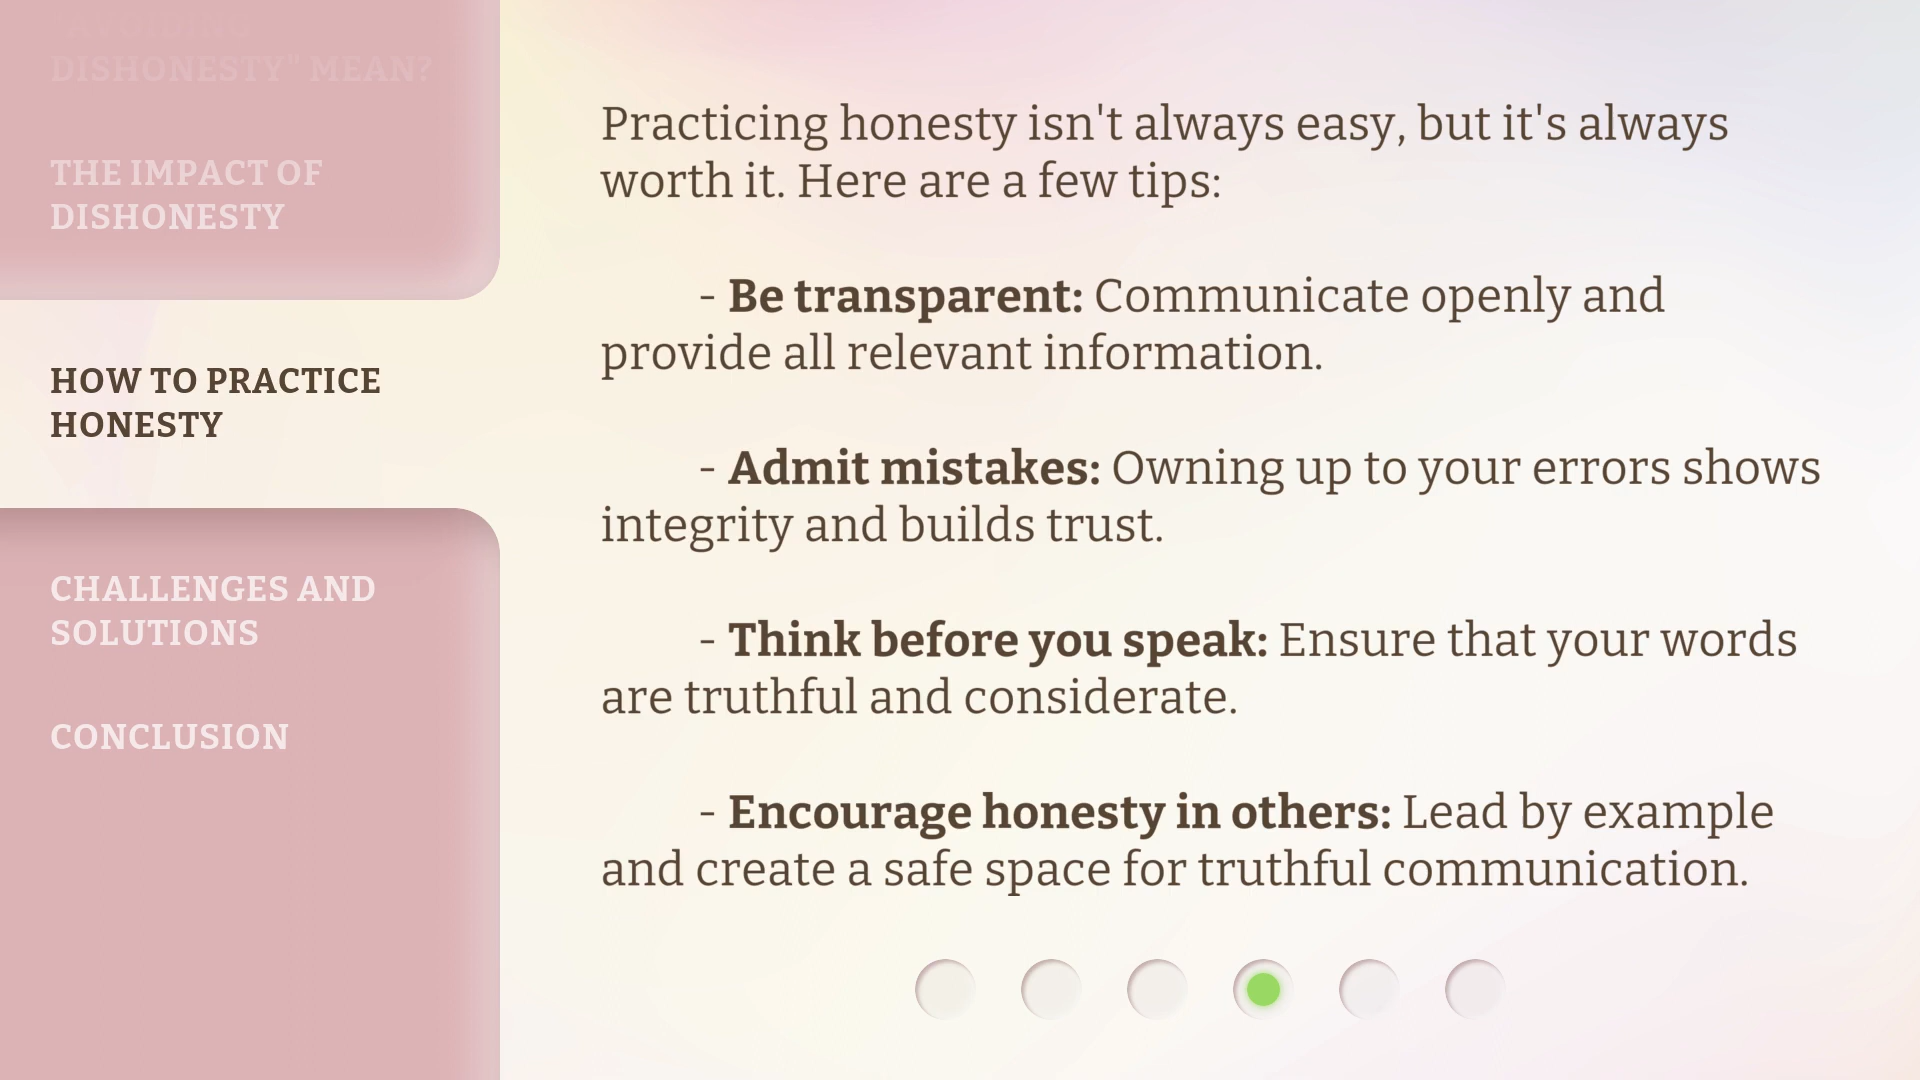 "AVOIDING
DISHONESTY" MEAN?
THE IMPACT OF
DISHONESTY
HOW TO PRACTICE
HONESTY
CHALLENGES AND
SOLUTIONS
CONCLUSION
Practicing honesty isn't always easy, but it's always
worth it. Here are a few tips:
- Be transparent: Communicate openly and
provide all relevant information.
- Admit mistakes: Owning up to your errors shows
integrity and builds trust.
- Think before you speak: Ensure that your words
are truthful and considerate.
- Encourage honesty in others: Lead by example
and create a safe space for truthful communication.